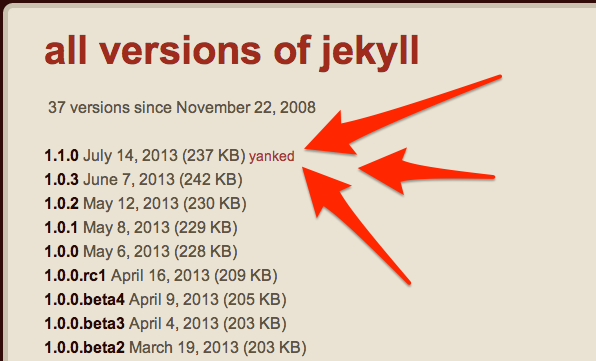 all versions of jekyll
37 versions since November 22, 2008
1.1.0 July 14, 2013 (237 KB) yanked
1.0.3 June 7, 2013 (242 KB)
1.0.2 May 12, 2013 (230 KB)
1.0.1 May 8, 2013 (229 KB)
1.0.0 May 6, 2013 (228 KB)
1.0.0.rc1 April 16, 2013 (209 KB)
1.0.0.beta4 April 9, 2013 (205 KB)
1.0.0.beta3 April 4, 2013 (203 KB)
1.0.0.beta2 March 19, 2013 (203 KB)